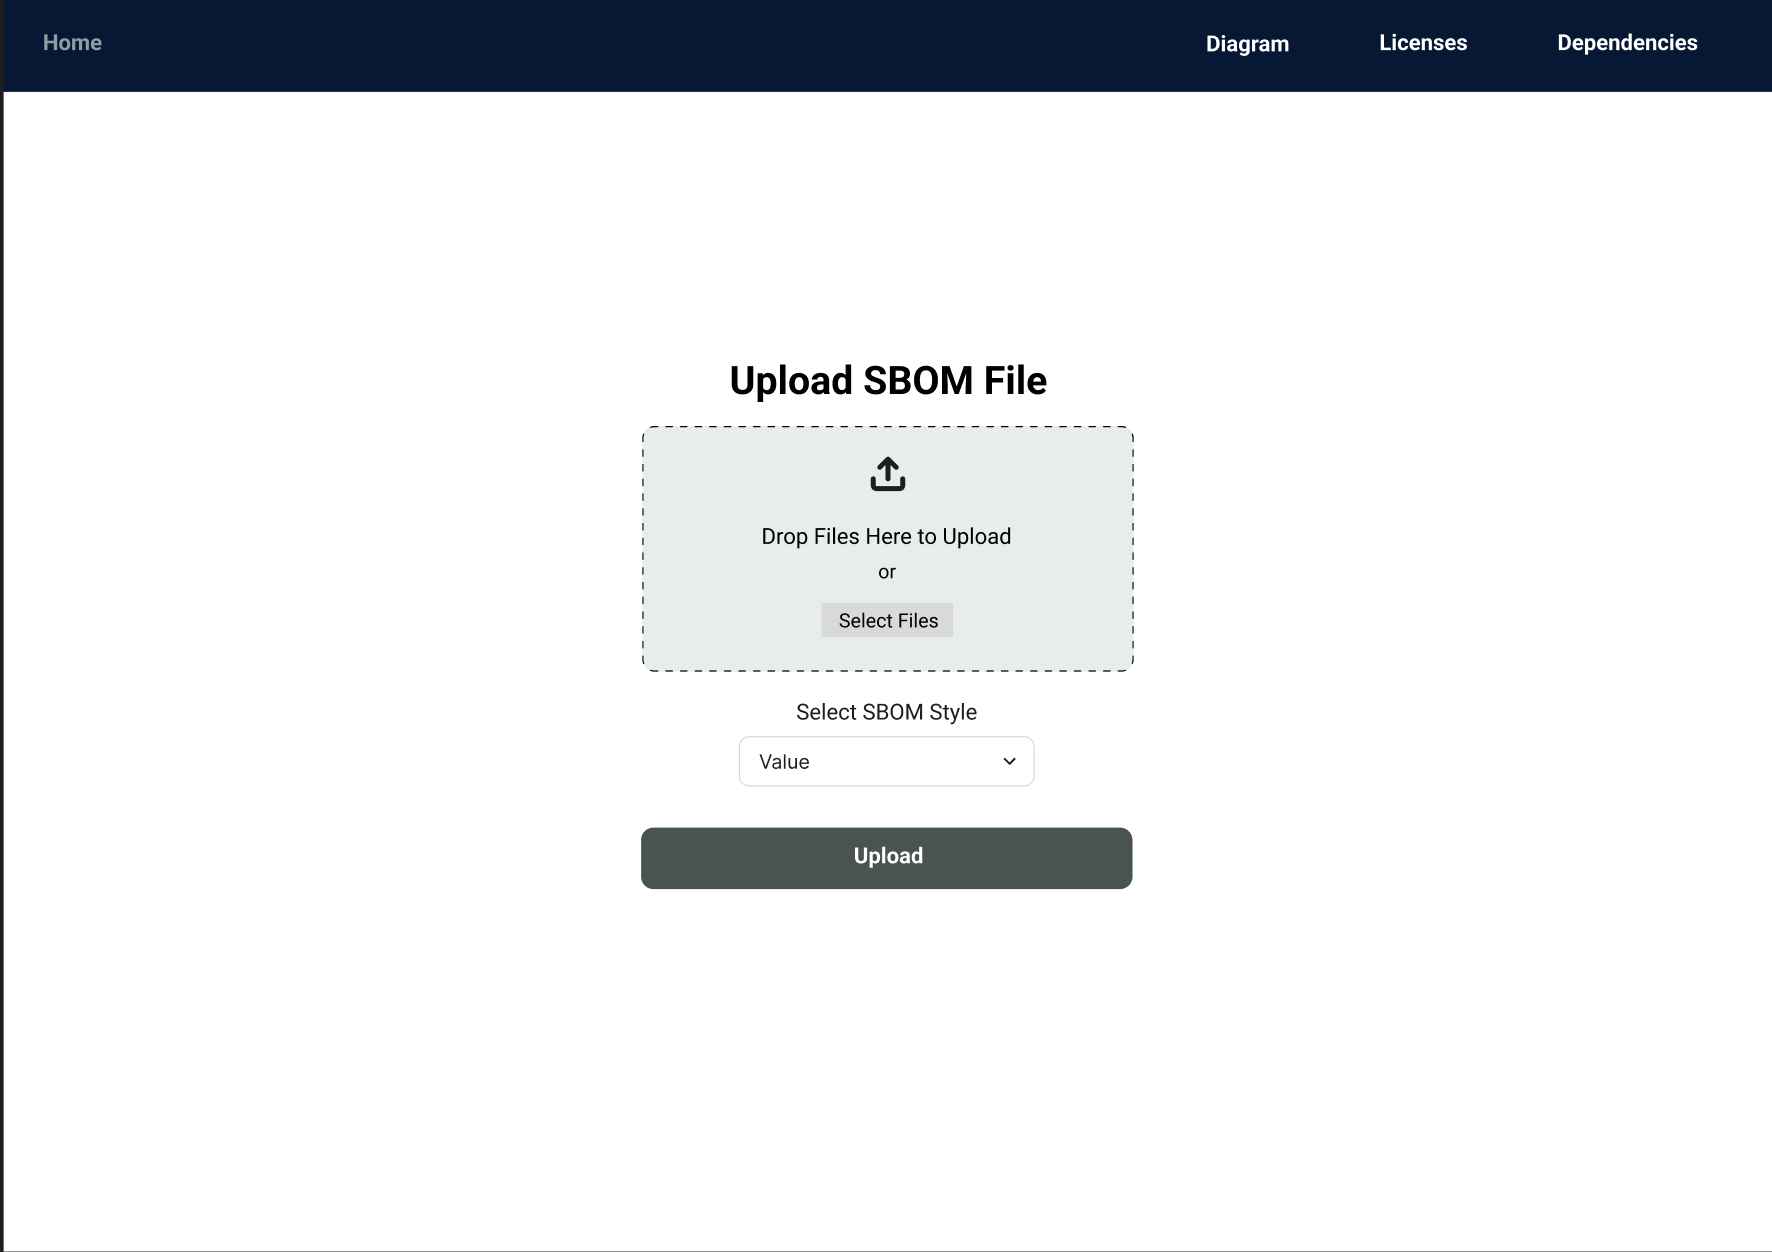 Home Diagram Licenses Dependencies
Upload SBOM File
Drop Files Here to Upload
or
Select Files
Select SBOM Style
Value
Upload